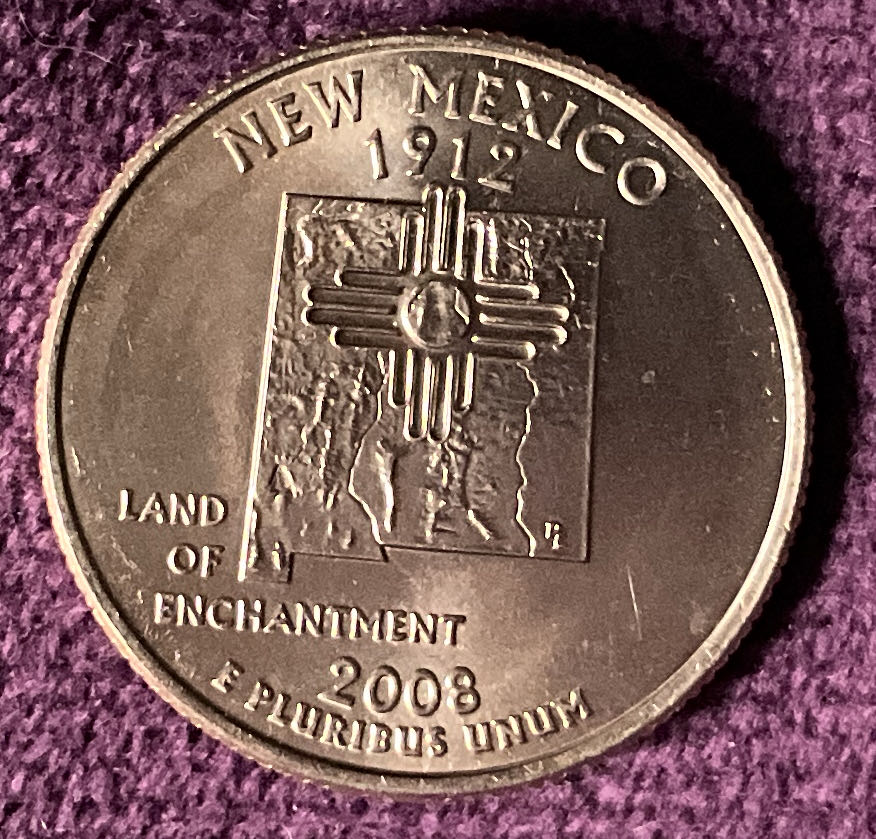 NEW MEXICO
1912
LAND
OF
ENCHANTMENT
2008
E PLURIBUS UNUM